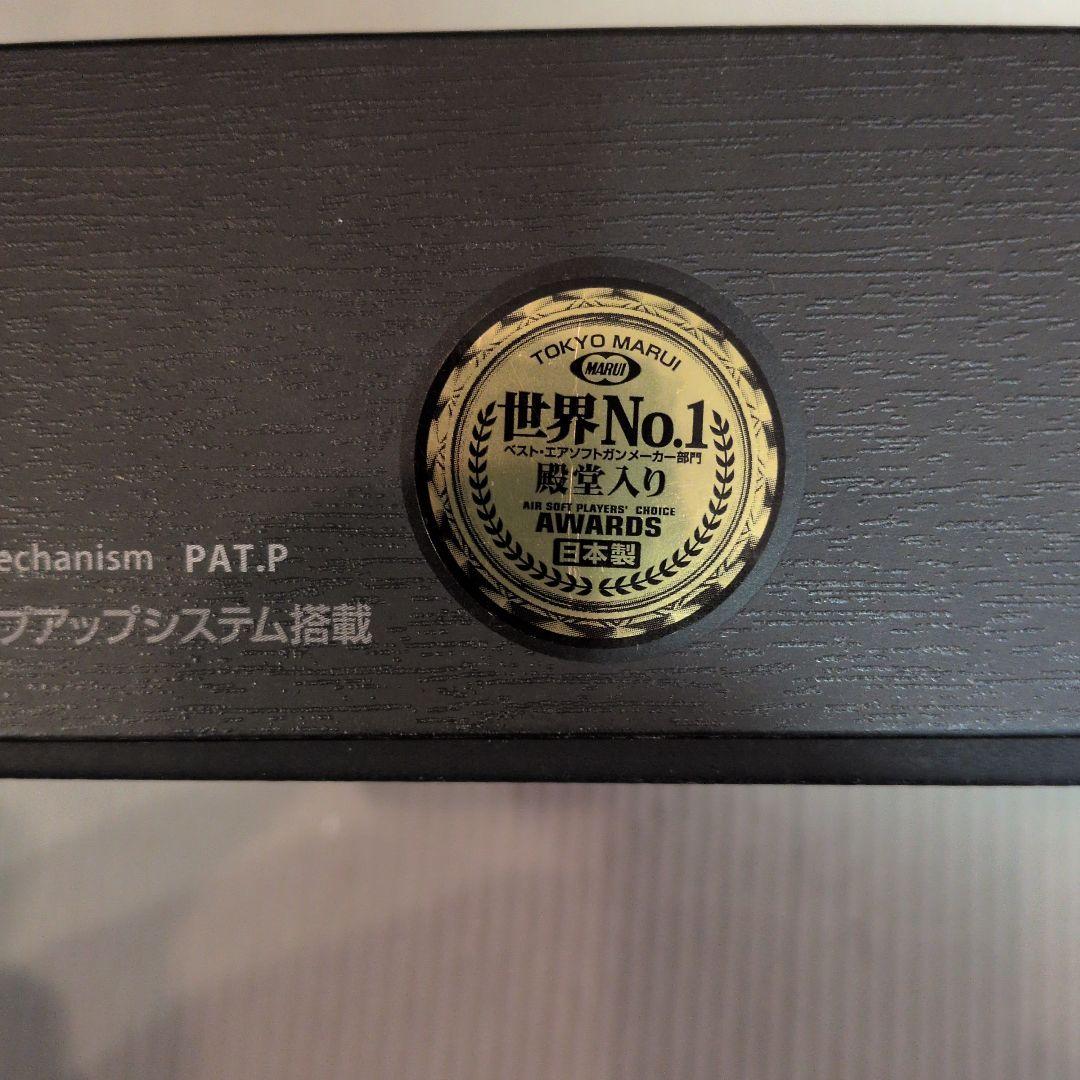 TOKYO MARUI
MARUI
世界No.1
ベスト・エアソフトガンメーカー部門
殿堂入り
AIR SOFT PLAYERS' CHOICE
AWARDS
日本製
echanism PAT.P
プアップシステム搭載